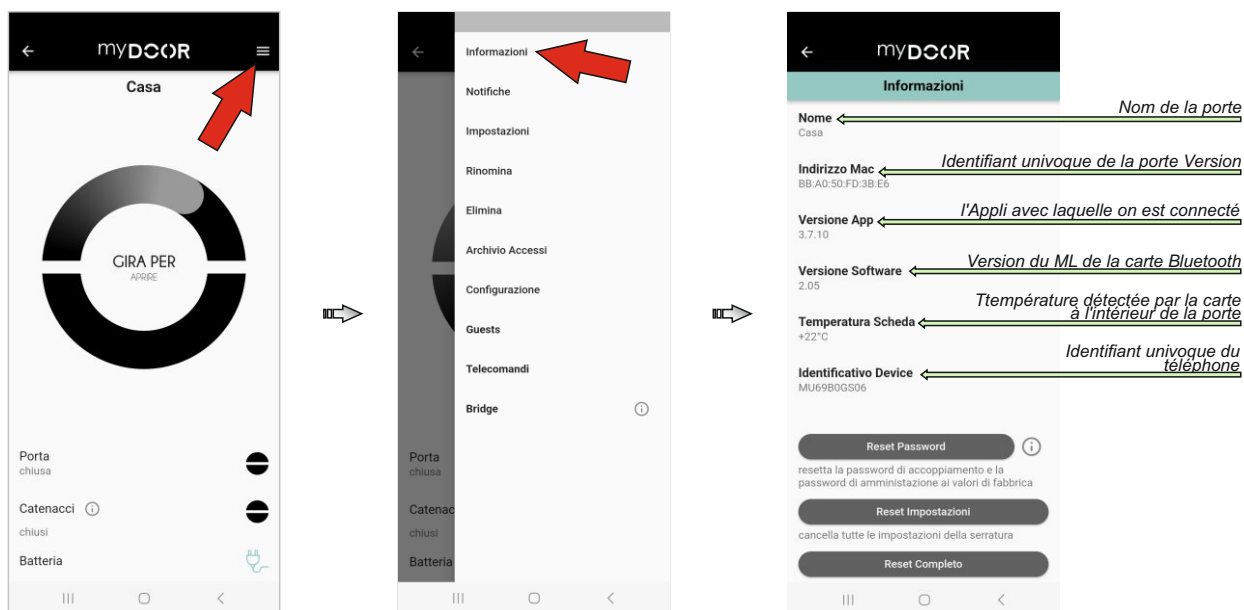 myDOOR
Casa
GIRA PER
APRIRE
Porta
chiusa
Catenacci
chiusi
Batteria
Informazioni
Notifiche
Impostazioni
Rinomina
Elimina
Archivio Accessi
Configurazione
Guests
Telecomandi
Bridge
Porta
chiusa
Catenac
chiusi
Batteria
myDOOR
Informazioni
Nome
Casa
Nom de la porte
Indirizzo Mac
BB:A0:50:FD:3B:E6
Identifiant univoque de la porte Version
Versione App
3.7.10
l'Appli avec laquelle on est connecté
Versione Software
2.05
Version du ML de la carte Bluetooth
Temperatura Scheda
+22°C
Ttempérature détectée par la carte
à l'intérieur de la porte
Identificativo Device
MU69B0GS06
Identifiant univoque du
téléphone
Reset Password
resetta la password di accoppiamento e la
password di amministazione ai valori di fabbrica
Reset Impostazioni
cancella tutte le impostazioni della serratura
Reset Completo